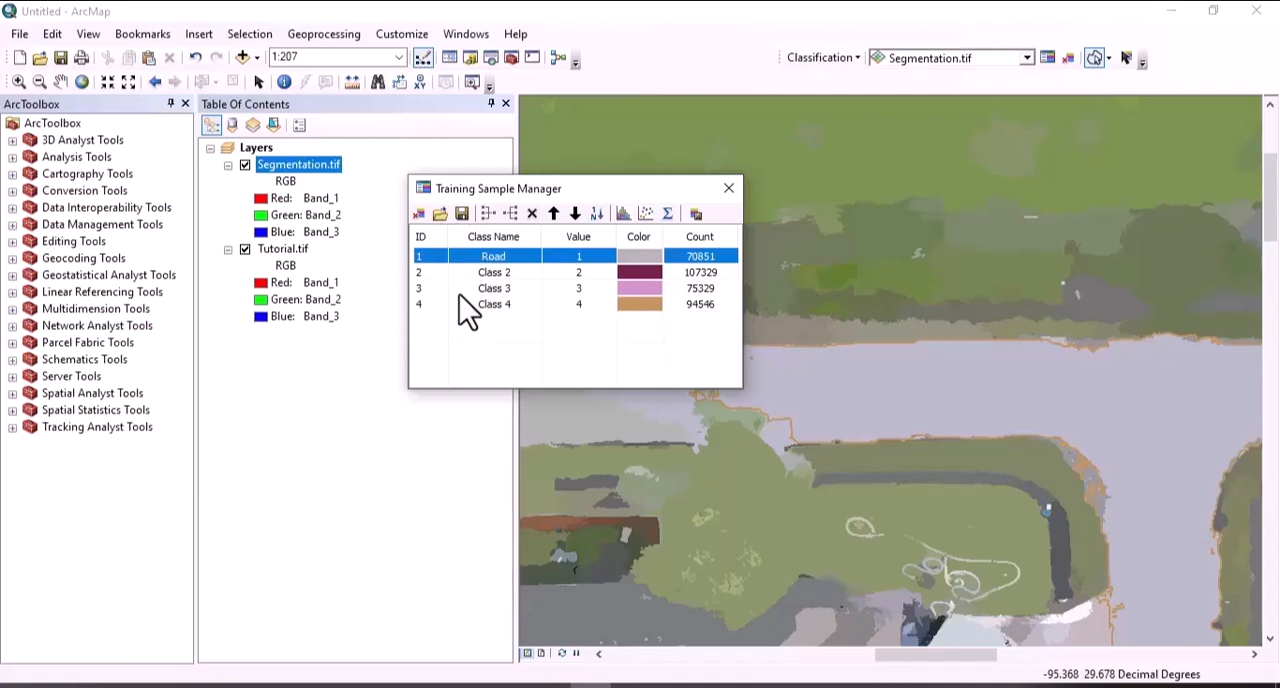 Untitled - ArcMap
File Edit View Bookmarks Insert Selection Geoprocessing Customize Windows Help
1:207
Classification
Segmentation.tif
ArcToolbox
ArcToolbox
3D Analyst Tools
Analysis Tools
Cartography Tools
Conversion Tools
Data Interoperability Tools
Data Management Tools
Editing Tools
Geocoding Tools
Geostatistical Analyst Tools
Linear Referencing Tools
Multidimension Tools
Network Analyst Tools
Parcel Fabric Tools
Schematics Tools
Server Tools
Spatial Analyst Tools
Spatial Statistics Tools
Tracking Analyst Tools
Table Of Contents
Layers
Segmentation.tif
RGB
Red: Band_1
Green: Band_2
Blue: Band_3
Tutorial.tif
RGB
Red: Band_1
Green: Band_2
Blue: Band_3
Training Sample Manager
ID Class Name Value Color Count
1 Road 1 70851
2 Class 2 2 107329
3 Class 3 3 75329
4 Class 4 4 94546
-95.368 29.678 Decimal Degrees